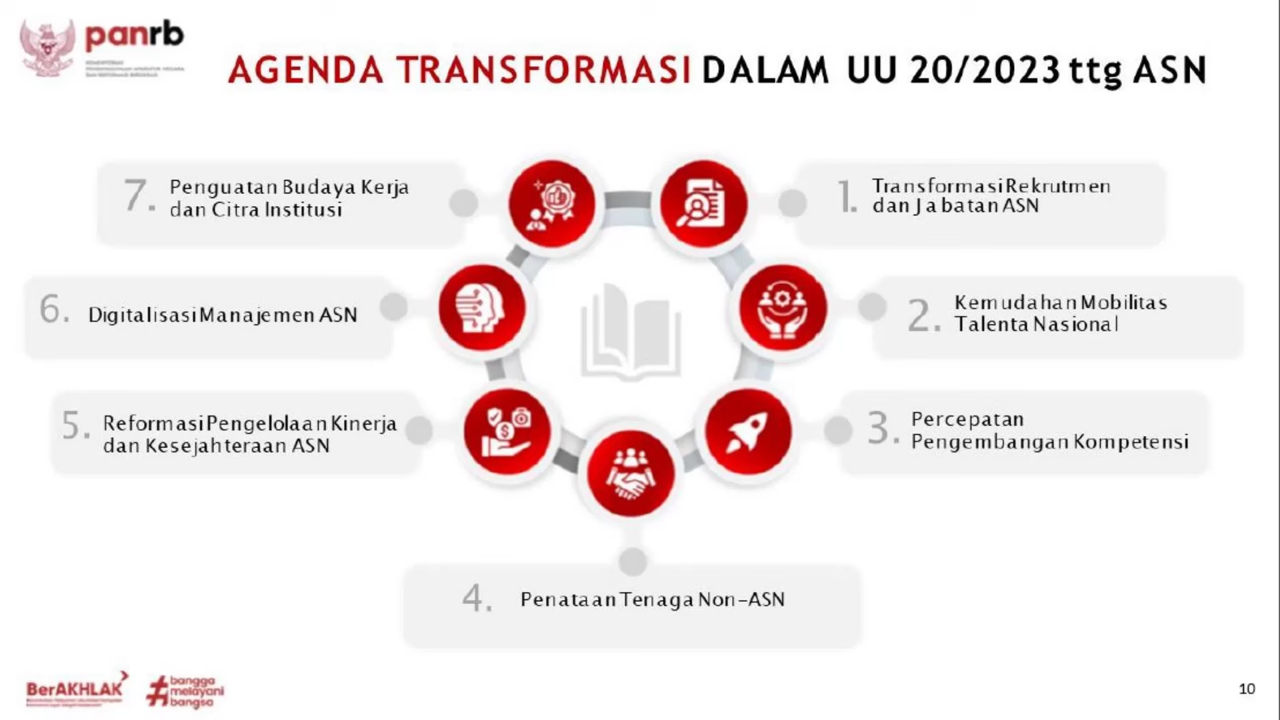 panrb
AGENDA TRANSFORMASI DALAM UU 20/2023 ttg ASN
1. Transformasi Rekrutmen
dan Jabatan ASN
2. Kemudahan Mobilitas
Talenta Nasional
3. Percepatan
Pengembangan Kompetensi
4. Penataan Tenaga Non-ASN
5. Reformasi Pengelolaan Kinerja
dan Kesejahteraan ASN
6. Digitalisasi Manajemen ASN
7. Penguatan Budaya Kerja
dan Citra Institusi
BerAKHLAK
#bangga
melayani
bangsa
10